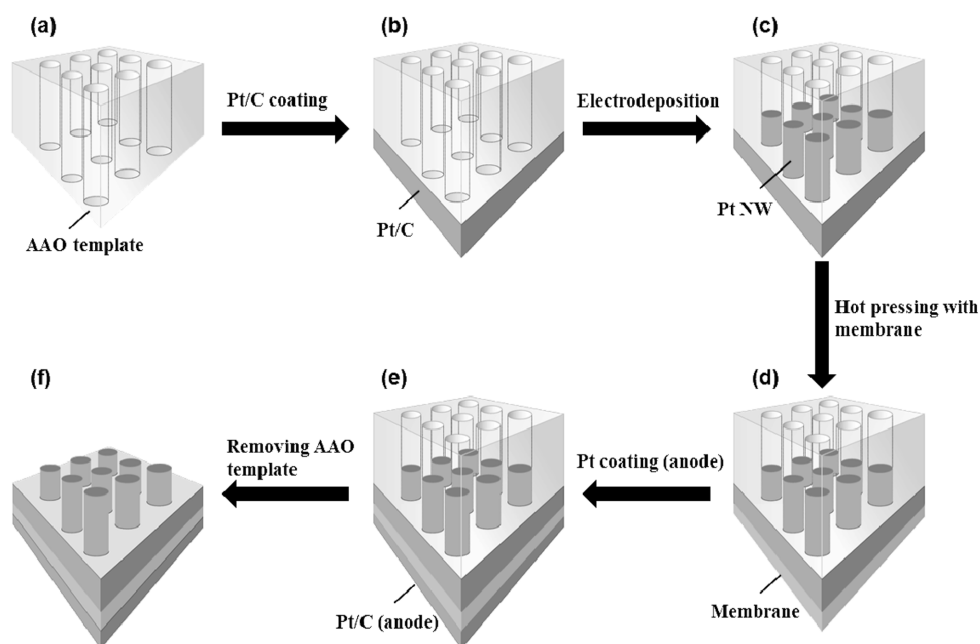 (a)
Pt/C coating
AAO template
(b)
Electrodeposition
Pt/C
(c)
Pt NW
Hot pressing with
membrane
(d)
Pt coating (anode)
Membrane
(e)
Removing AAO
template
Pt/C (anode)
(f)